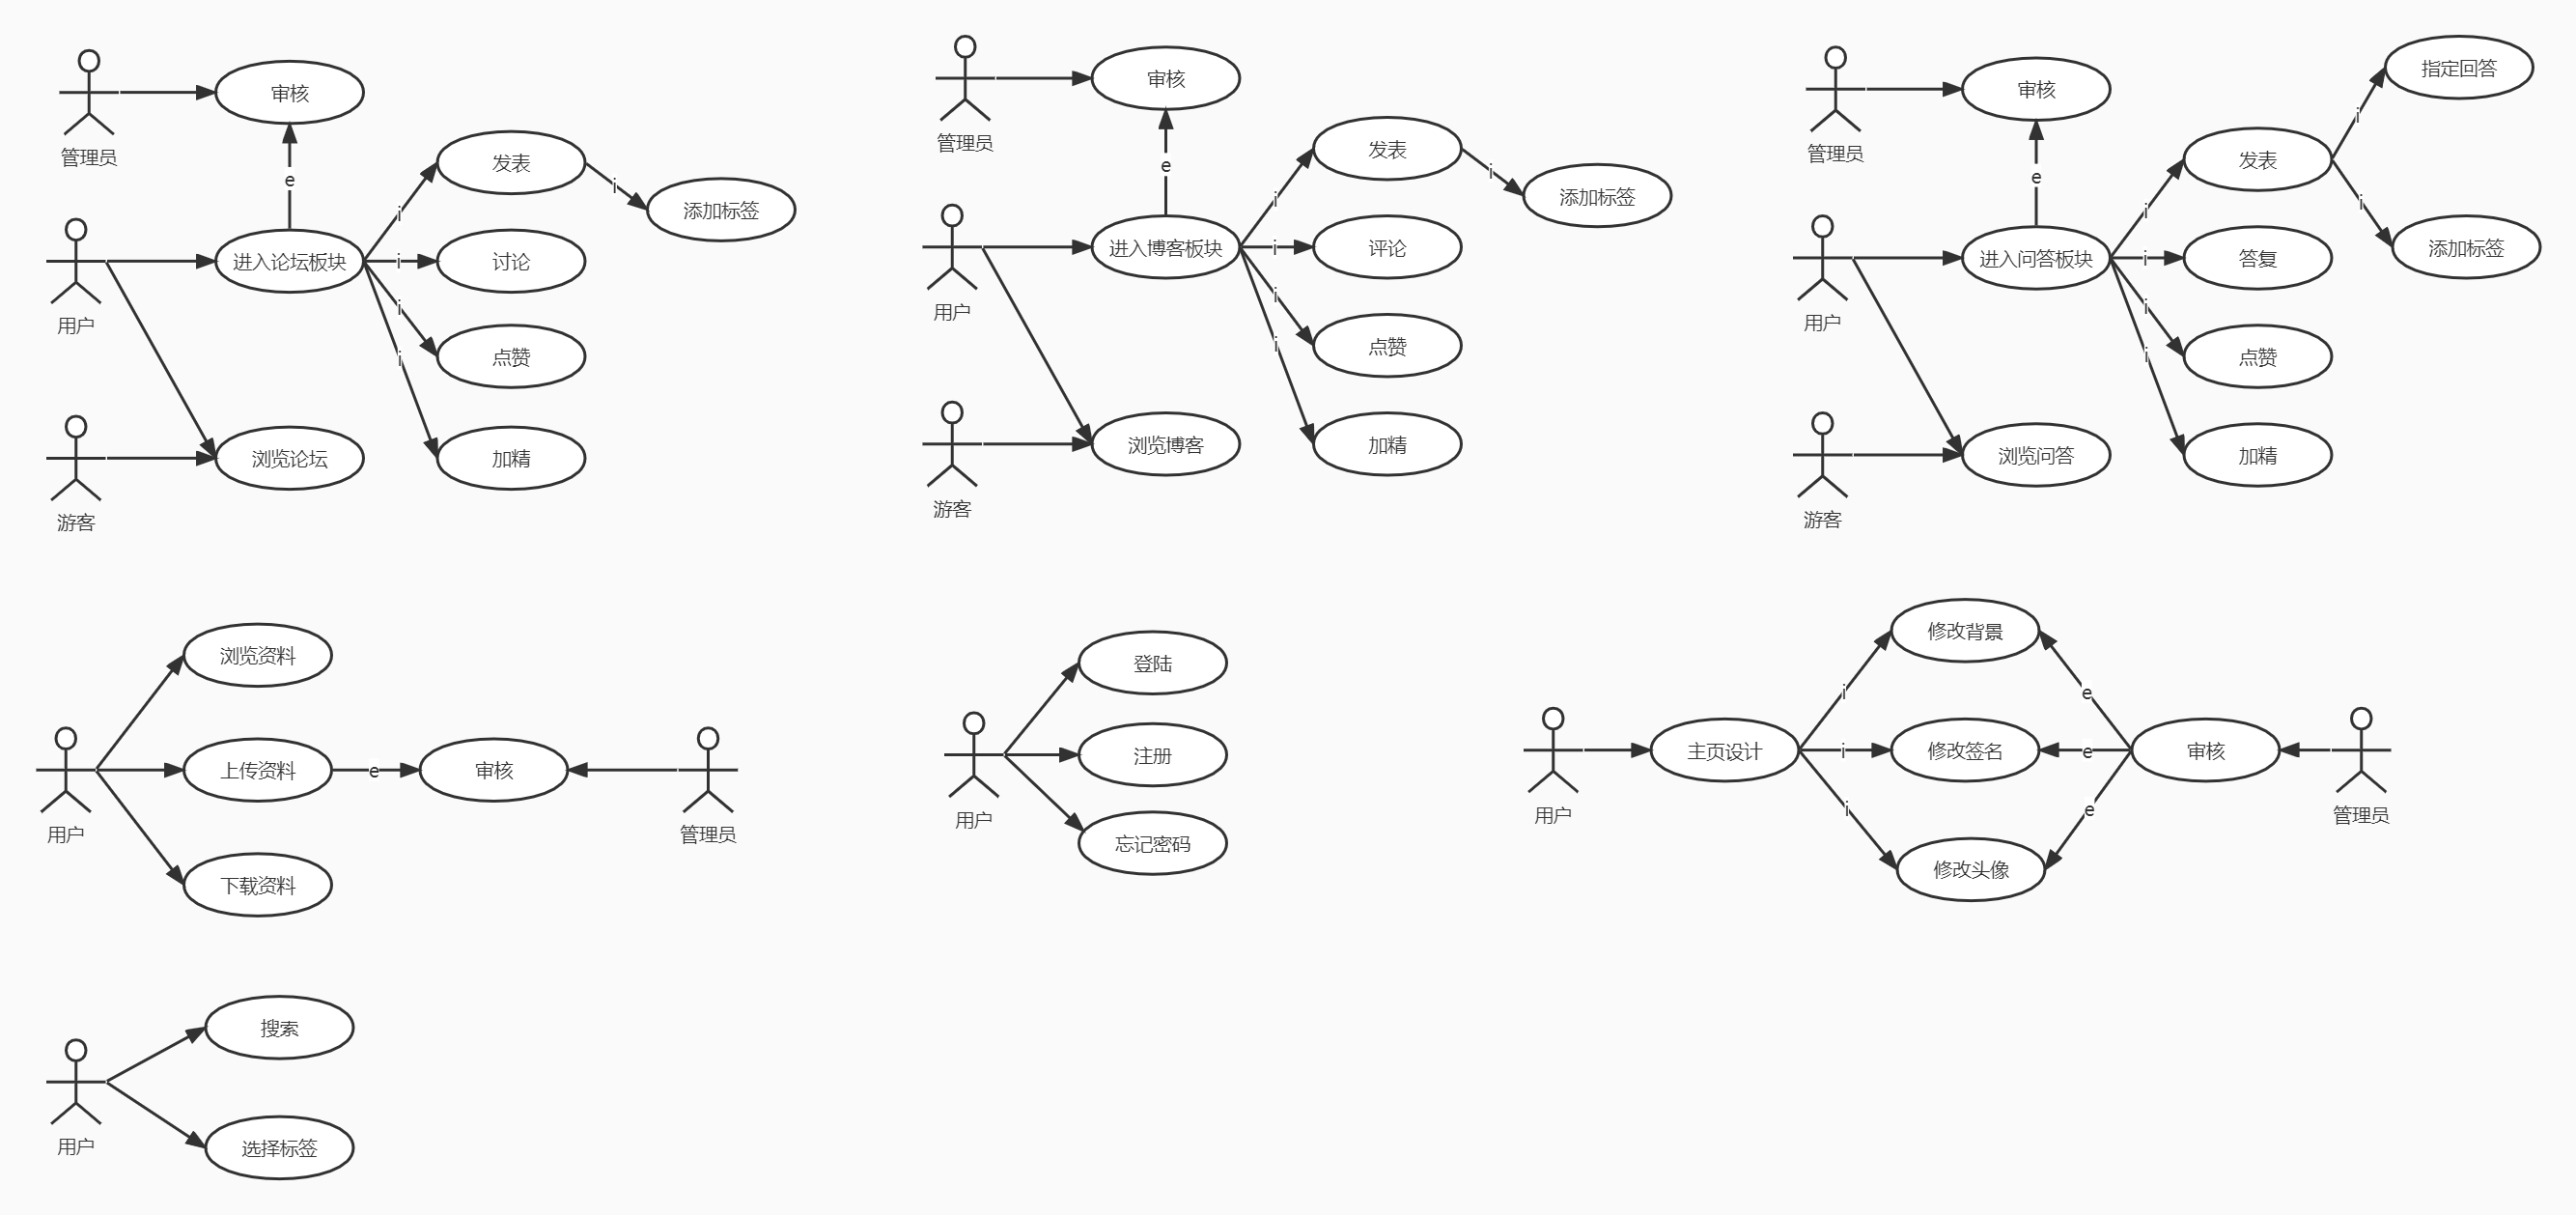 审核
管理员
e
发表
i
添加标签
i
用户
进入论坛板块
i
讨论
i
点赞
i
加精
浏览论坛
游客
审核
管理员
e
发表
i
添加标签
i
用户
进入博客板块
i
评论
i
点赞
i
加精
浏览博客
游客
审核
管理员
e
指定回答
i
发表
i
添加标签
i
用户
进入问答板块
i
答复
i
点赞
i
加精
浏览问答
游客
浏览资料
用户
上传资料
e
审核
管理员
下载资料
登陆
用户
注册
忘记密码
修改背景
i
e
用户
主页设计
i
修改签名
e
审核
管理员
i
e
修改头像
搜索
用户
选择标签